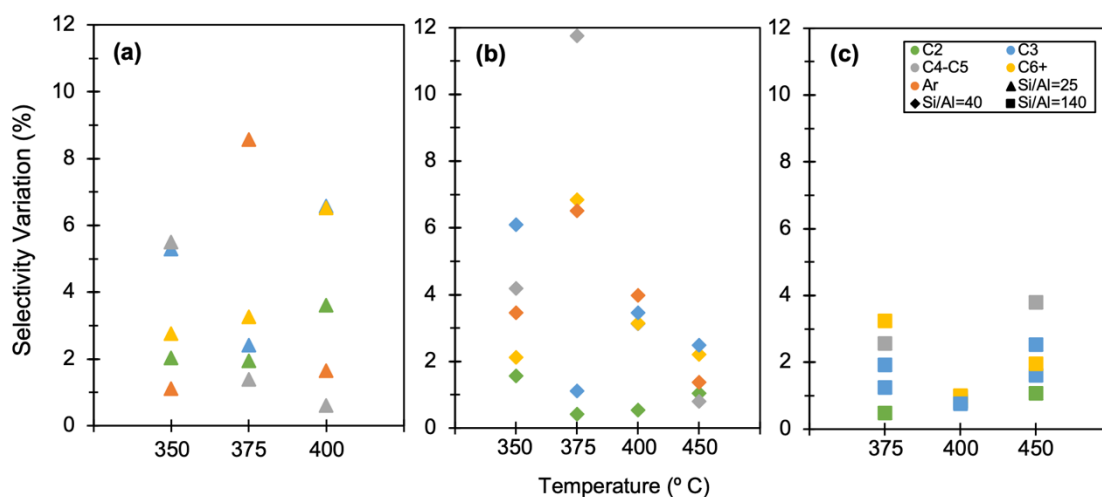 (a)
(b)
(c)
C2
C3
C4-C5
C6+
Ar
Si/Al=25
Si/Al=40
Si/Al=140
Selectivity Variation (%)
12
10
8
6
4
2
0
350
375
400
12
10
8
6
4
2
0
350
375
400
450
12
10
8
6
4
2
0
375
400
450
Temperature (º C)